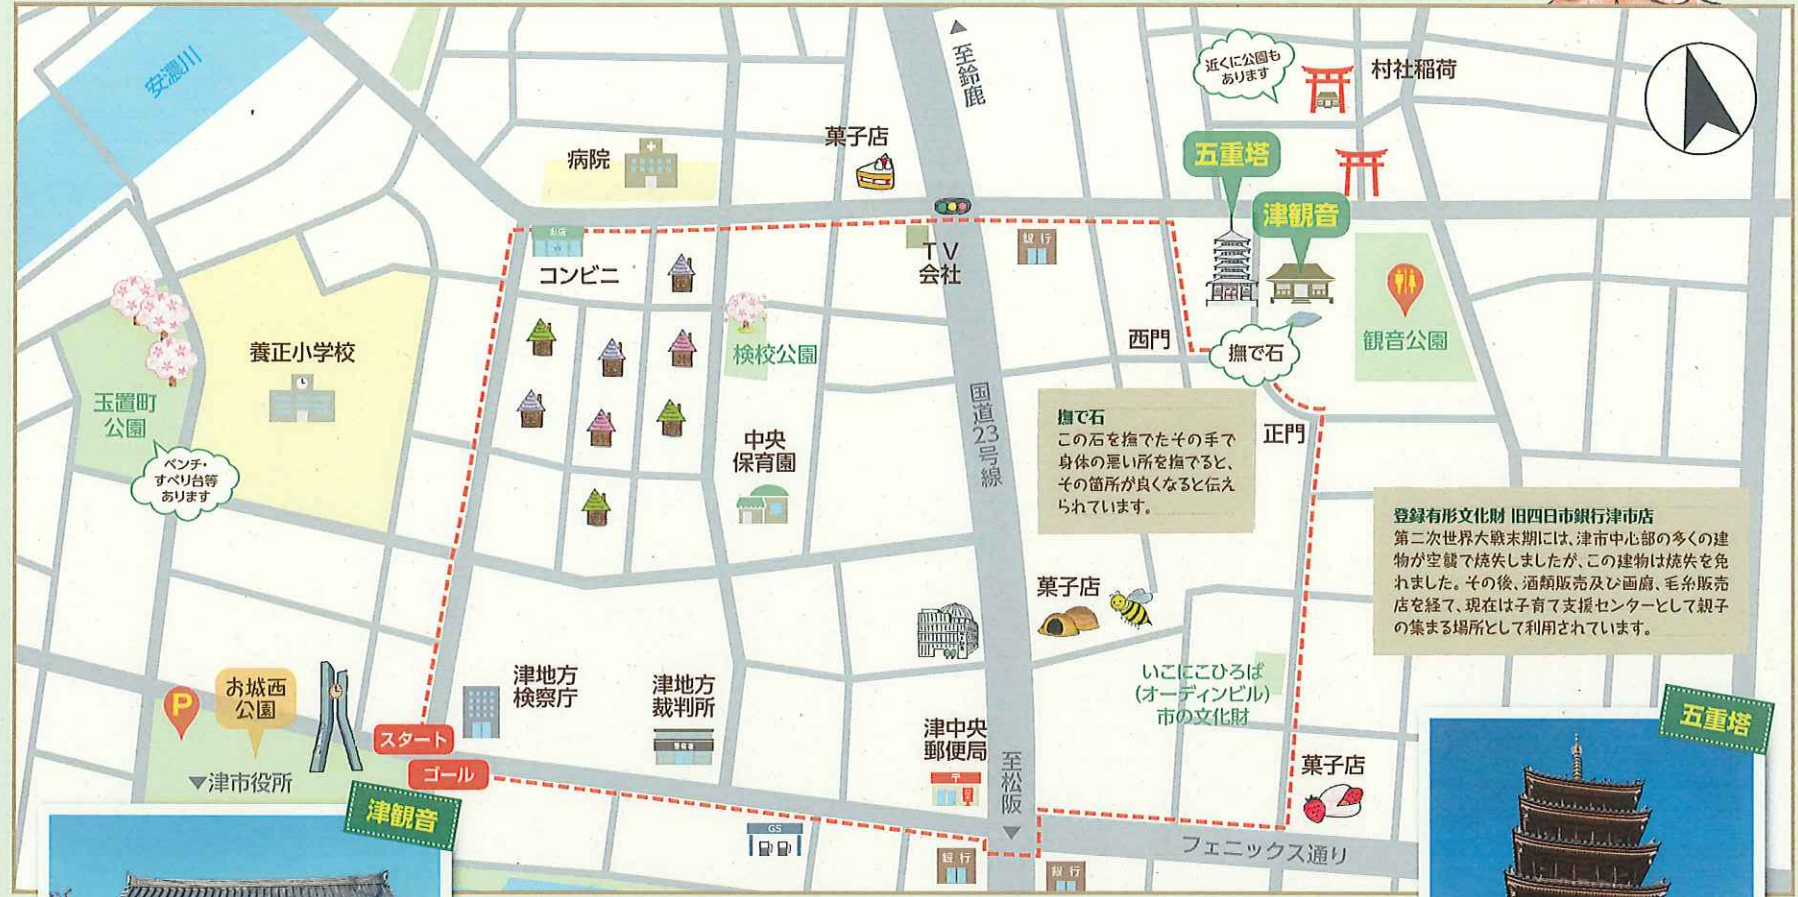 安濃川
至鈴鹿
近くに公園も
あります
村社稲荷
菓子店
病院
五重塔
津観音
お店
コンビニ
TV
会社
銀行
西門
撫で石
観音公園
検校公園
養正小学校
玉置町
公園
ベンチ・
すべり台等
あります
中央
保育園
国道23号線
撫で石
この石を撫でたその手で
身体の悪い所を撫でると、
その箇所が良くなると伝え
られています。
正門
登録有形文化財 旧四日市銀行津市店
第二次世界大戦末期には、津市中心部の多くの建
物が空襲で焼失しましたが、この建物は焼失を免
れました。その後、酒類販売及び画廊、毛糸販売
店を経て、現在は子育て支援センターとして親子
の集まる場所として利用されています。
菓子店
いこにこひろば
(オーディンビル)
市の文化財
津地方
検察庁
津地方
裁判所
津中央
郵便局
〒
至松阪
P
お城西
公園
スタート
ゴール
津市役所
津観音
GS
銀行
銀行
フェニックス通り
菓子店
五重塔